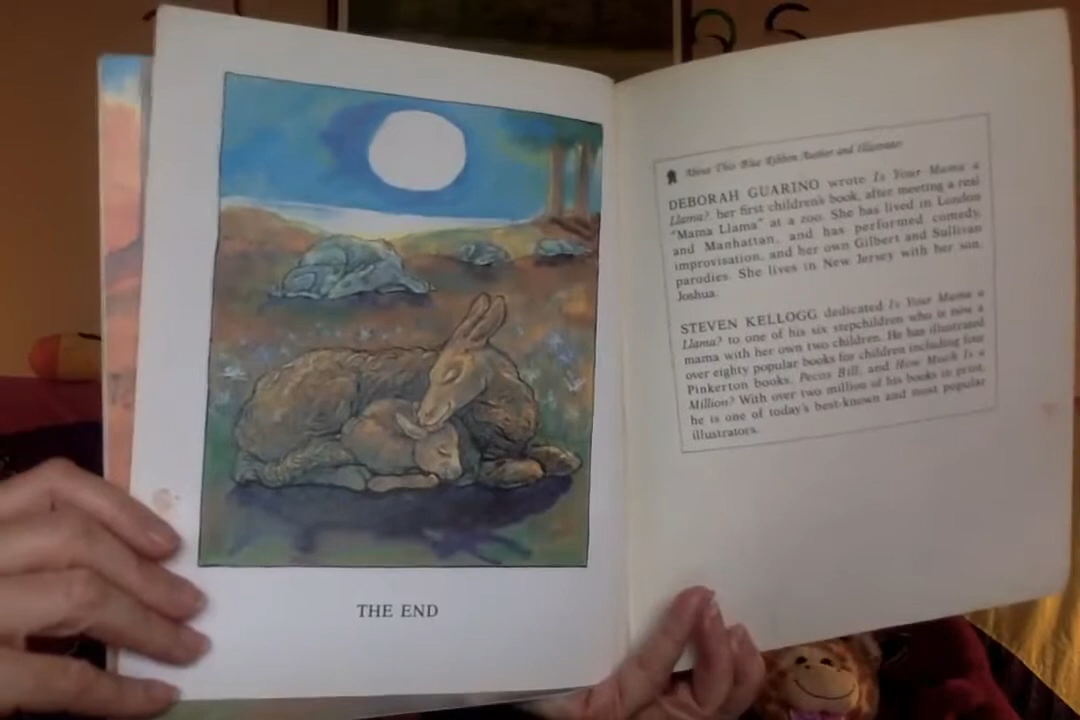 THE END
About This Blue Ribbon Author and Illustrator
DEBORAH GUARINO wrote Is Your Mama a
Llama?, her first children's book, after meeting a real
"Mama Llama" at a zoo. She has lived in London
and Manhattan, and has performed comedy,
improvisation, and her own Gilbert and Sullivan
parodies. She lives in New Jersey with her son,
Joshua.
STEVEN KELLOGG dedicated Is Your Mama a
Llama? to one of his six stepchildren who is now a
mama with her own two children. He has illustrated
over eighty popular books for children including four
Pinkerton books, Pecos Bill, and How Much Is a
Million? With over two million of his books in print,
he is one of today's best-known and most popular
illustrators.